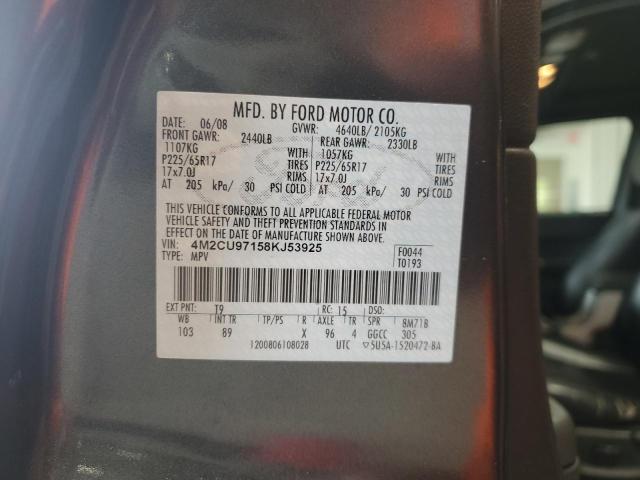 MFD. BY FORD MOTOR CO.
DATE: 06/08 GVWR: 4640LB/ 2105KG
FRONT GAWR: 2440LB REAR GAWR: 2330LB
1107KG WITH 1057KG WITH
P225/65R17 TIRES P225/65R17 TIRES
17x7.0J RIMS 17x7.0J RIMS
AT 205 kPa/ 30 PSI COLD AT 205 kPa/ 30 PSI COLD
THIS VEHICLE CONFORMS TO ALL APPLICABLE FEDERAL MOTOR
VEHICLE SAFETY AND THEFT PREVENTION STANDARDS IN
EFFECT ON THE DATE OF MANUFACTURE SHOWN ABOVE.
VIN: 4M2CU97158KJ53925 F0044
TYPE: MPV T0193
EXT PNT: T9 RC: 15 DSO:
WB INT TR TP/PS R AXLE TR SPR 8M71B
103 89 X 96 4 GGCC 305
1200806108028 UTC ▽5U5A-1520472-BA